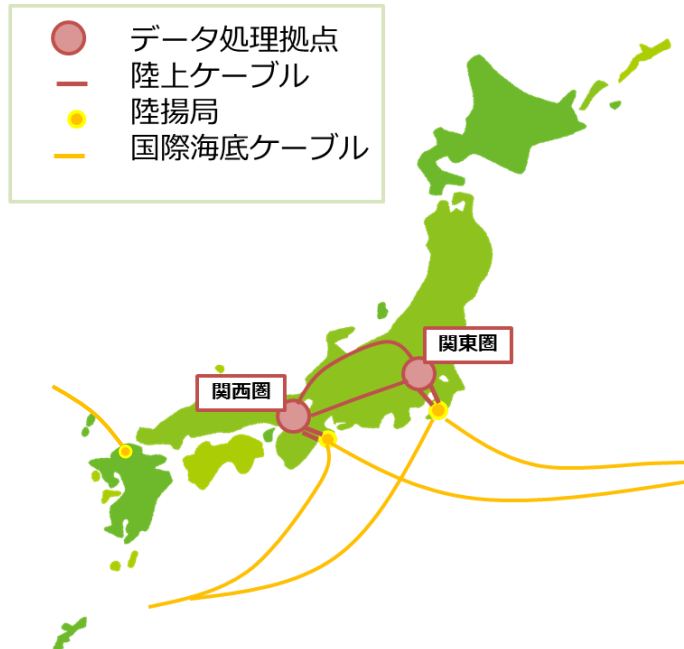 データ処理拠点
陸上ケーブル
陸揚局
国際海底ケーブル
関東圏
関西圏